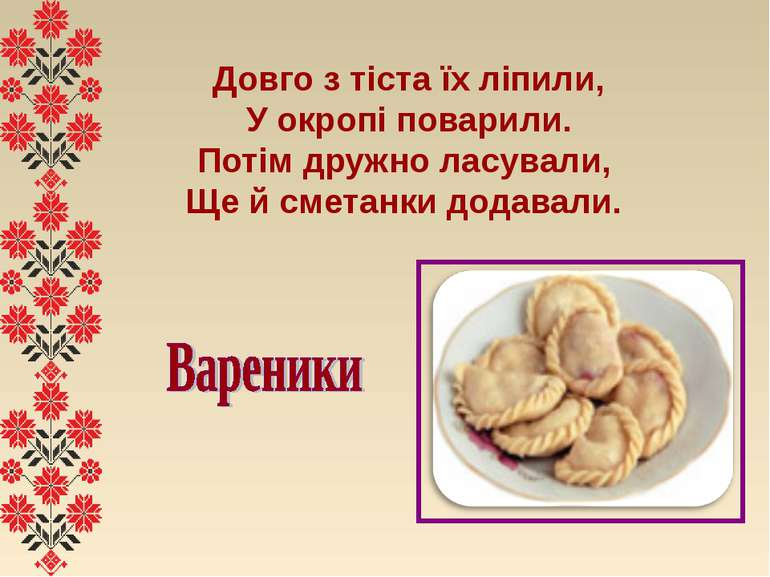 Довго з тіста їх ліпили,
У окропі поварили.
Потім дружно ласували,
Ще й сметанки додавали.
Вареники